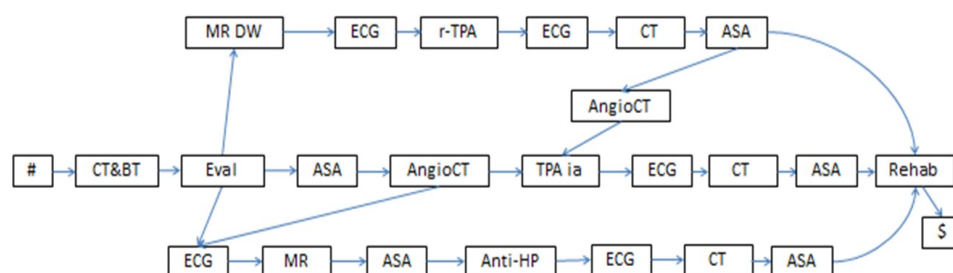 MR DW ECG r-TPA ECG CT ASA
AngioCT
# CT&BT Eval ASA AngioCT TPA ia ECG CT ASA Rehab
$
ECG MR ASA Anti-HP ECG CT ASA